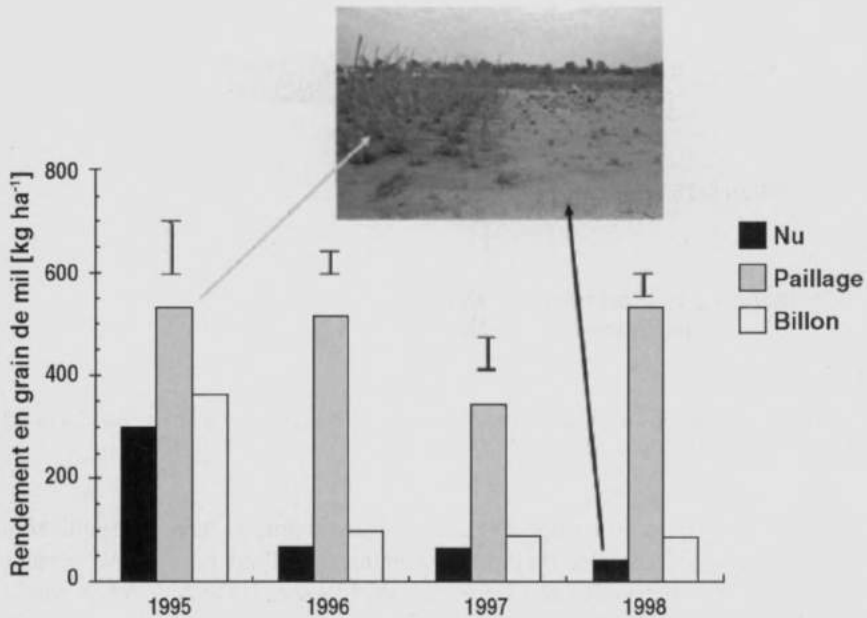 Rendement en grain de mil [kg ha⁻¹]
800
600
400
200
0
1995 1996 1997 1998
Nu
Paillage
Billon